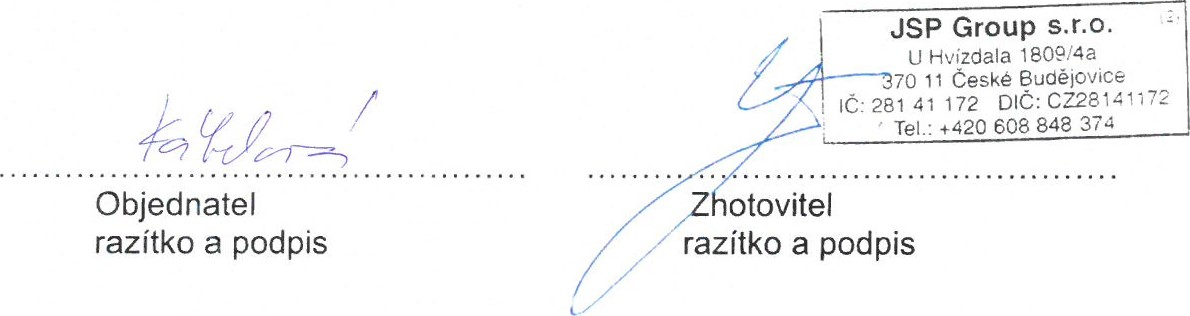 JSP Group s.r.o. (2)
U Hvízdala 1809/4a
370 11 České Budějovice
IČ: 281 41 172 DIČ: CZ28141172
Tel.: +420 608 848 374
Objednatel
razítko a podpis
Zhotovitel
razítko a podpis